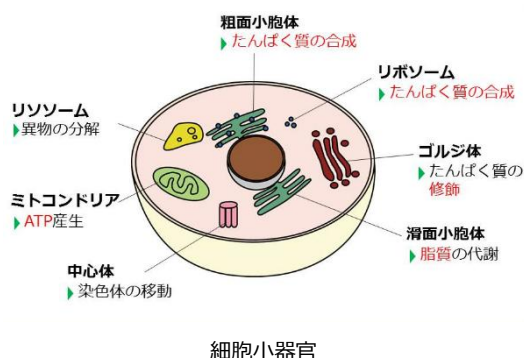 粗面小胞体
たんぱく質の合成
リボソーム
たんぱく質の合成
リソソーム
異物の分解
ゴルジ体
たんぱく質の
修飾
ミトコンドリア
ATP産生
滑面小胞体
脂質の代謝
中心体
染色体の移動
細胞小器官